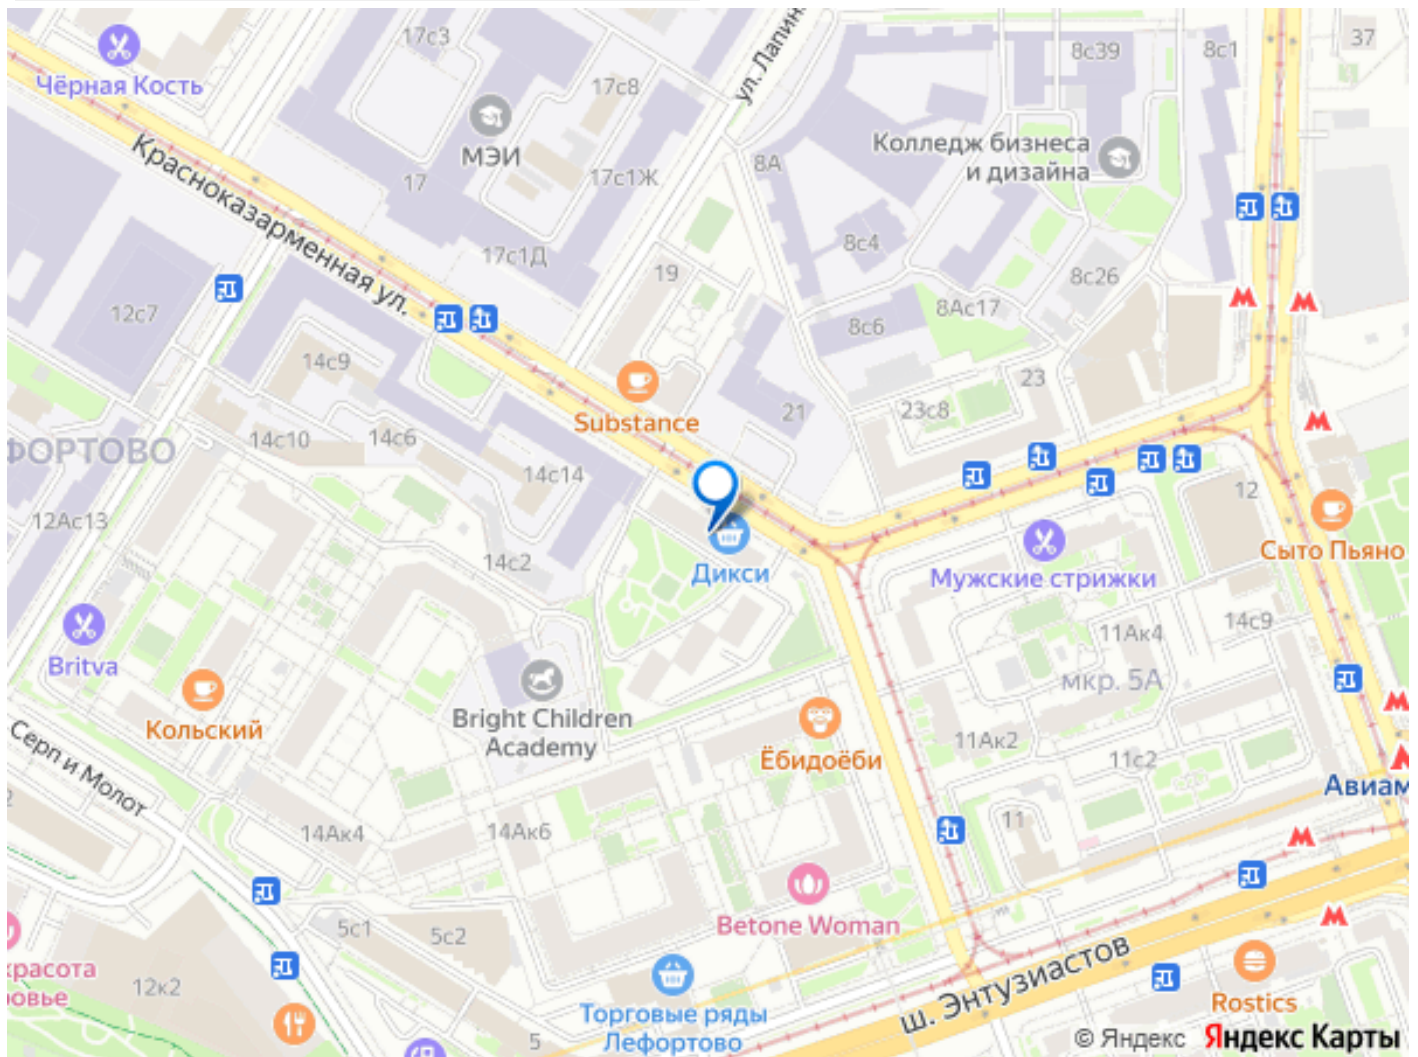 17с3
ул. Лапин
8с39
8с1
37
Чёрная Кость
17с8
МЭИ
Колледж бизнеса
и дизайна
Красноказарменная ул.
17
17с1Ж
8А
8с4
17с1Д
19
8с26
12с7
8Ас17
8с6
14с9
23
Substance
21
23с8
ФОРТОВО
14с10
14с6
14с14
12
12Ас13
14с2
Дикси
Мужские стрижки
Сыто Пьяно
Britva
11Ак4
14с9
мкр. 5А
Кольский
Bright Children
Academy
Ёбидоёби
11Ак2
11с2
Серп и Молот
Авиам
2
14Ак4
14Ак6
11
Betone Woman
5с1
5с2
красота
ровье
12к2
ш. Энтузиастов
Торговые ряды
Лефортово
5
Rostics
© Яндекс Яндекс Карты